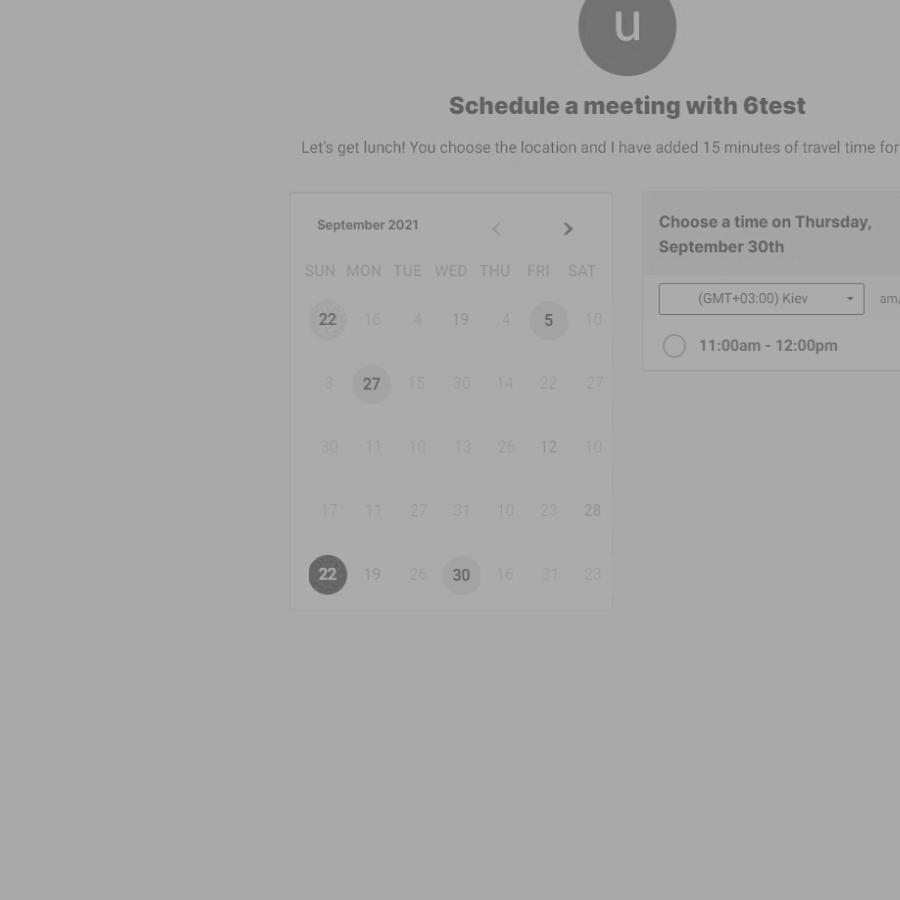 u
Schedule a meeting with 6test
Let's get lunch! You choose the location and I have added 15 minutes of travel time for
September 2021
SUN MON TUE WED THU FRI SAT
22 16 4 19 4 5 10
3 27 15 30 14 22 27
30 11 10 13 26 12 10
17 11 27 31 10 23 28
22 19 26 30 16 31 23
Choose a time on Thursday,
September 30th
(GMT+03:00) Kiev am/
11:00am - 12:00pm